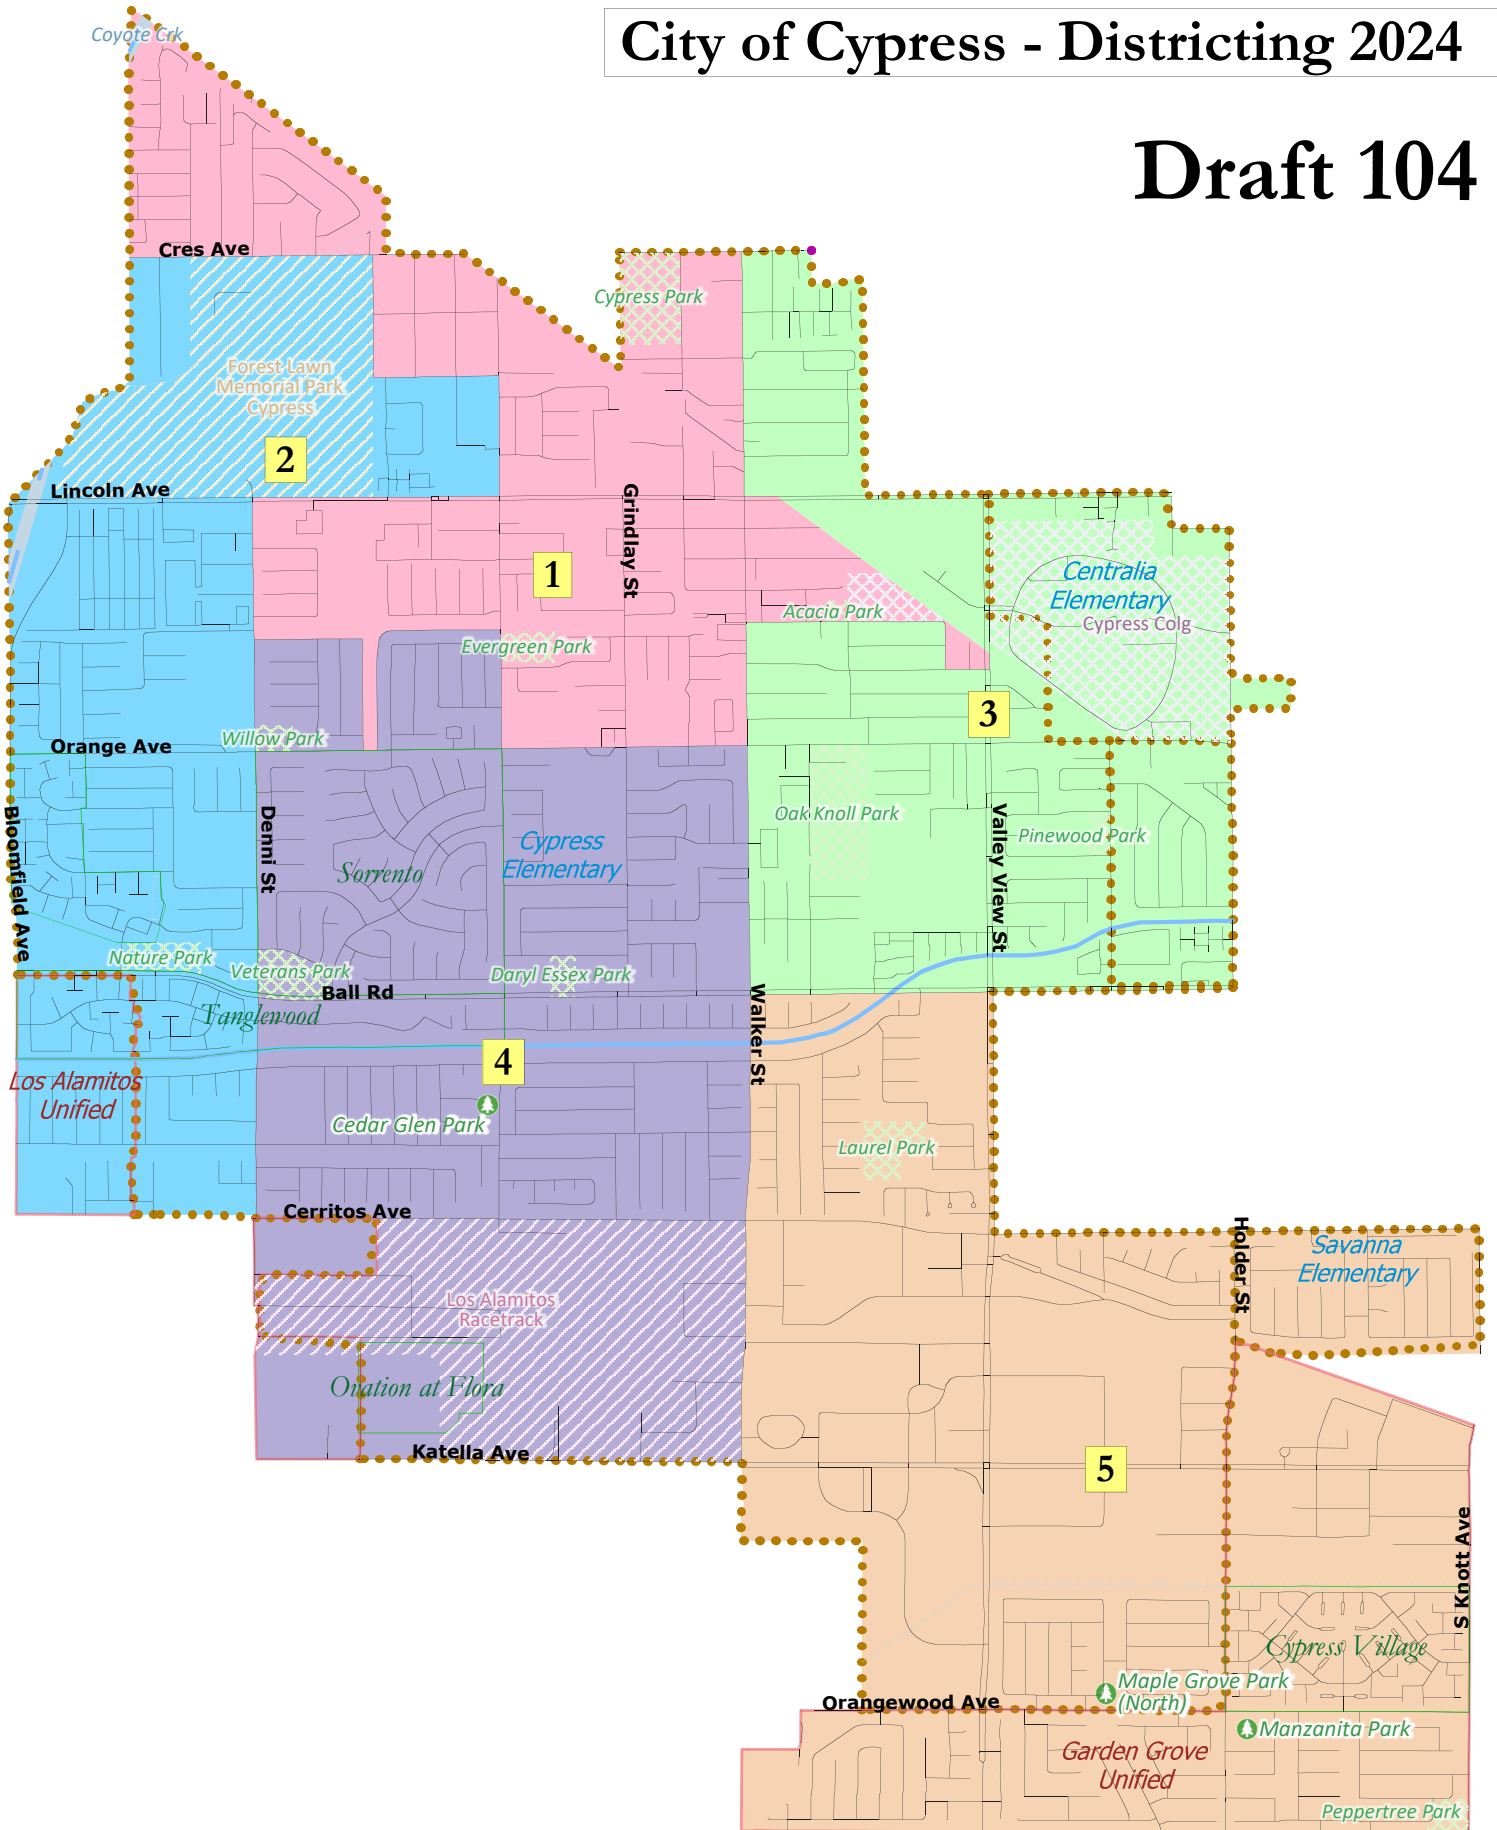 City of Cypress - Districting 2024
Coyote Crk
Draft 104
Cres Ave
Cypress Park
Forest Lawn
Memorial Park
Cypress
2
Lincoln Ave
Grindlay St
1
Centralia
Elementary
Acacia Park
Cypress Colg
Evergreen Park
3
Willow Park
Orange Ave
Bloomfield Ave
Denni St
Sorrento
Cypress
Elementary
Oak Knoll Park
Valley View St
Pinewood Park
Nature Park
Veterans Park
Daryl Essex Park
Ball Rd
Tanglewood
Walker St
4
Los Alamitos
Unified
Cedar Glen Park
Laurel Park
Cerritos Ave
Holder St
Savanna
Elementary
Los Alamitos
Racetrack
Ovation at Flora
Katella Ave
5
S Knott Ave
Cypress Village
Maple Grove Park
(North)
Orangewood Ave
Manzanita Park
Garden Grove
Unified
Peppertree Park